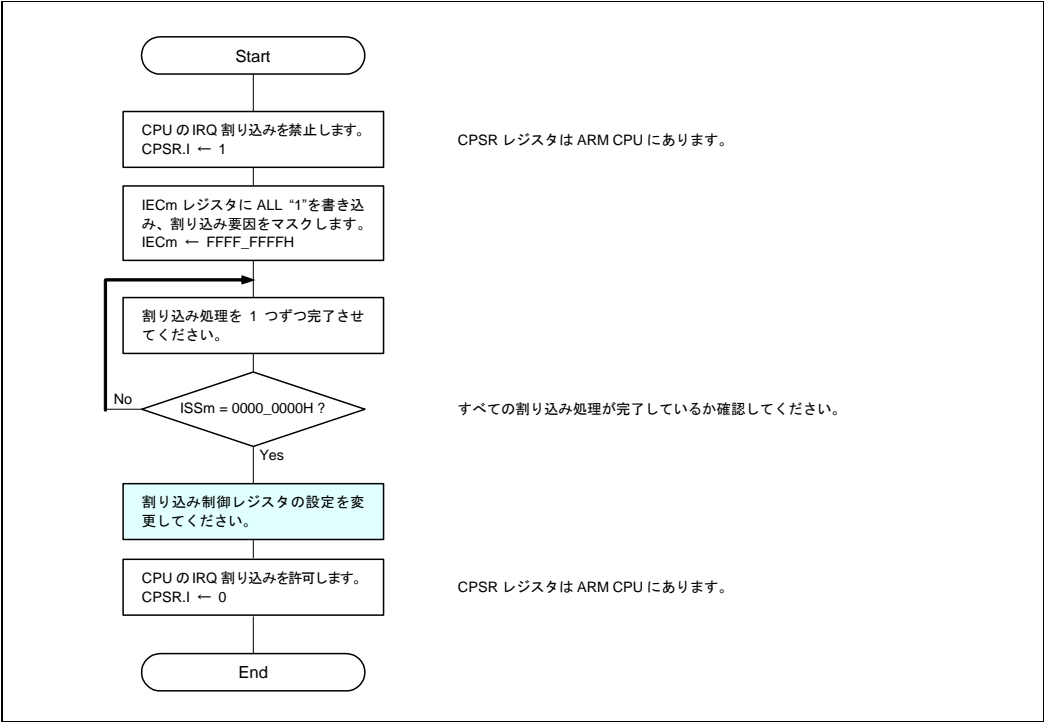 Start
CPU の IRQ 割り込みを禁止します。
CPSR.I ← 1
CPSR レジスタは ARM CPU にあります。
IECm レジスタに ALL “1”を書き込
み、割り込み要因をマスクします。
IECm ← FFFF_FFFFH
割り込み処理を 1 つずつ完了させ
てください。
No
ISSm = 0000_0000H ?
すべての割り込み処理が完了しているか確認してください。
Yes
割り込み制御レジスタの設定を変
更してください。
CPU の IRQ 割り込みを許可します。
CPSR.I ← 0
CPSR レジスタは ARM CPU にあります。
End